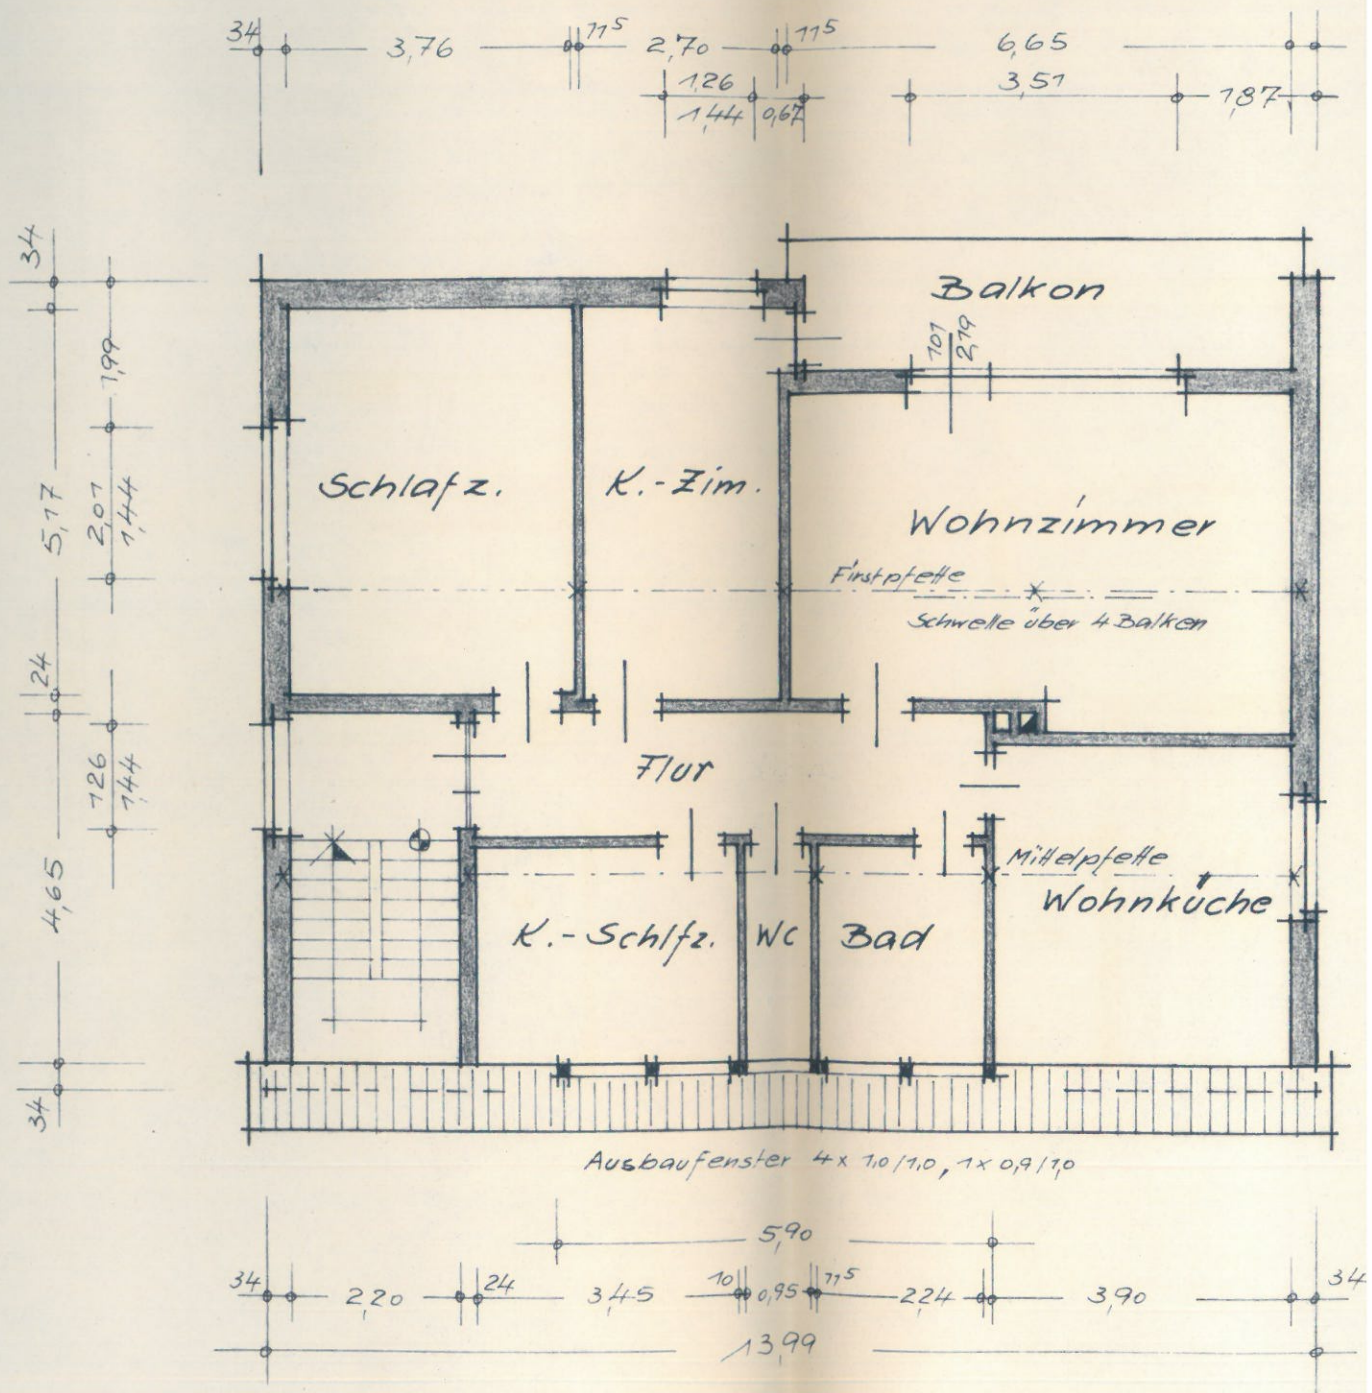 34 3,76 11⁵ 2,70 11⁵ 6,65
1,26 3,51 1,87
1,44 0,67
34
5,17
24
4,65
34
1,99
2,01
1,44
1,26
1,44
Balkon
1,01
2,19
Schlafz. K.-Zim.
Wohnzimmer
Firstpfette
Schwelle über 4 Balken
Flur
Mittelpfette
Wohnküche
K.-Schlfz. WC Bad
Ausbaufenster 4x 1,0/1,0, 1x 0,9/1,0
5,90
34 2,20 24 3,45 10 0,95 11⁵ 2,24 3,90 34
13,99